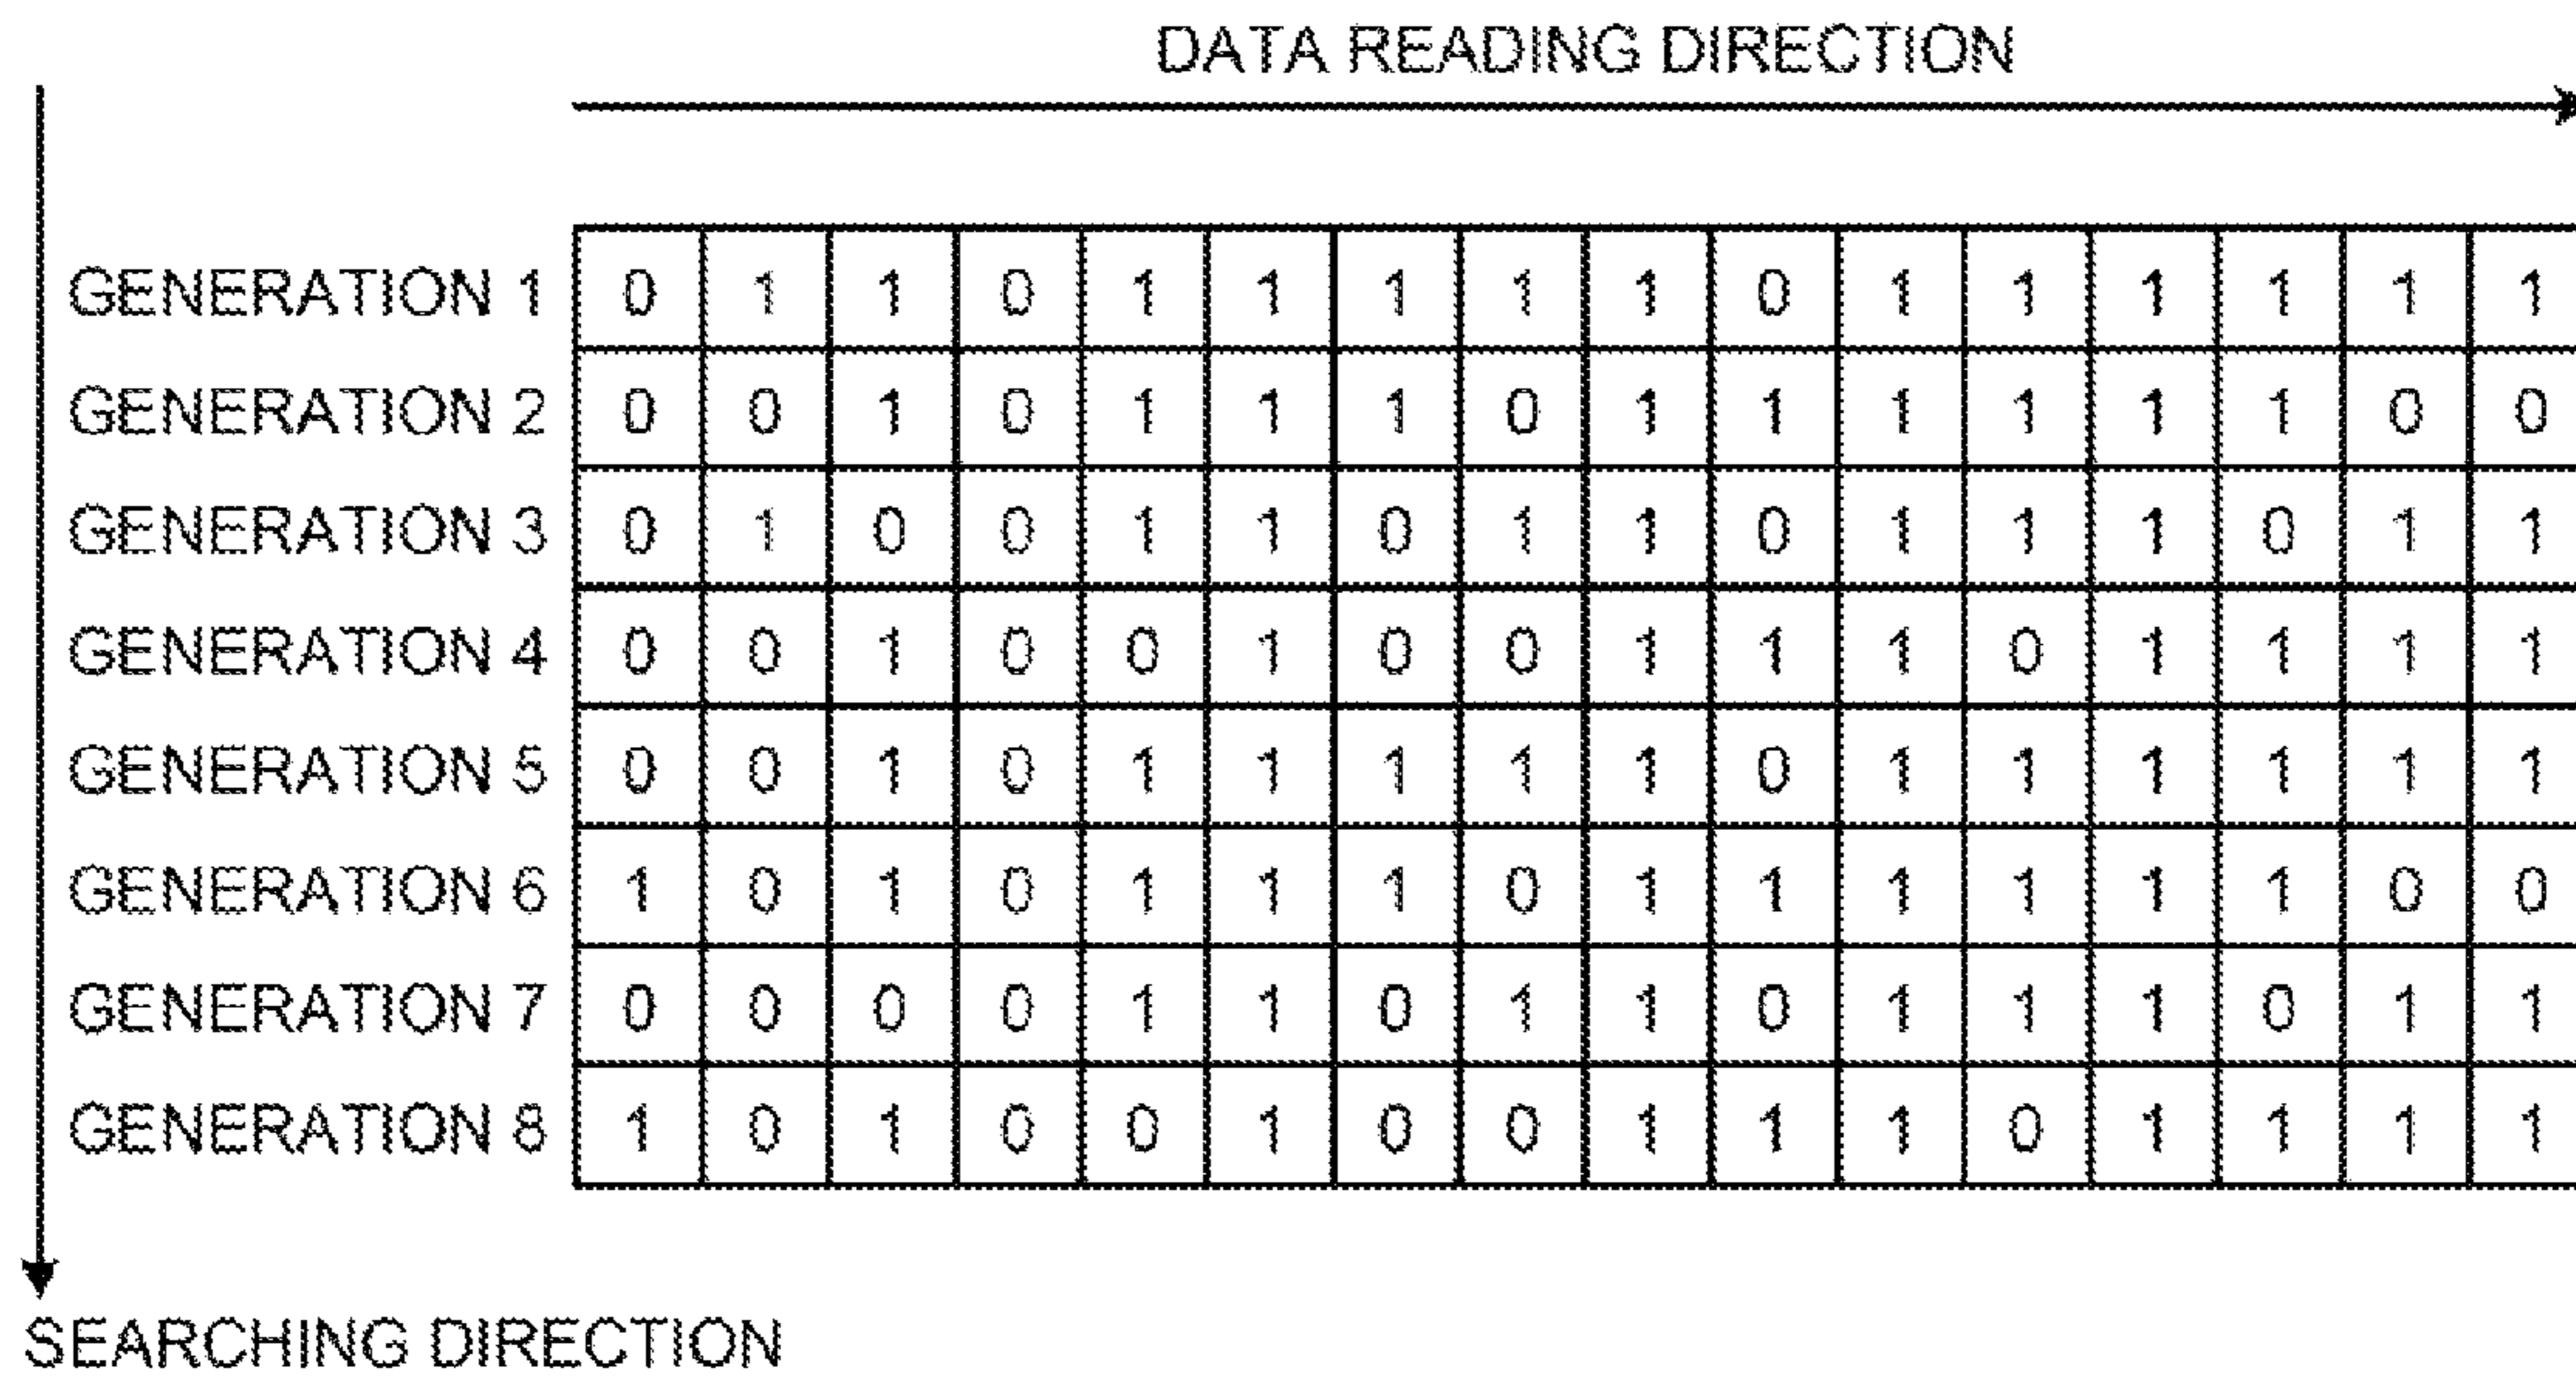 DATA READING DIRECTION
GENERATION 1 0 1 1 0 1 1 1 1 1 0 1 1 1 1 1 1
GENERATION 2 0 0 1 0 1 1 1 0 1 1 1 1 1 1 0 0
GENERATION 3 0 1 0 0 1 1 0 1 1 0 1 1 1 0 1 1
GENERATION 4 0 0 1 0 0 1 0 0 1 1 1 0 1 1 1 1
GENERATION 5 0 0 1 0 1 1 1 1 1 0 1 1 1 1 1 1
GENERATION 6 1 0 1 0 1 1 1 0 1 1 1 1 1 1 0 0
GENERATION 7 0 0 0 0 1 1 0 1 1 0 1 1 1 0 1 1
GENERATION 8 1 0 1 0 0 1 0 0 1 1 1 0 1 1 1 1
SEARCHING DIRECTION